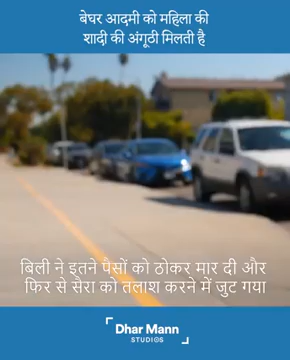 बेघर आदमी को महिला की
शादी की अंगूठी मिलती है
बिली ने इतने पैसों को ठोकर मार दी और
फिर से सैरा को तलाश करने में जुट गया
Dhar Mann
STUDIOS